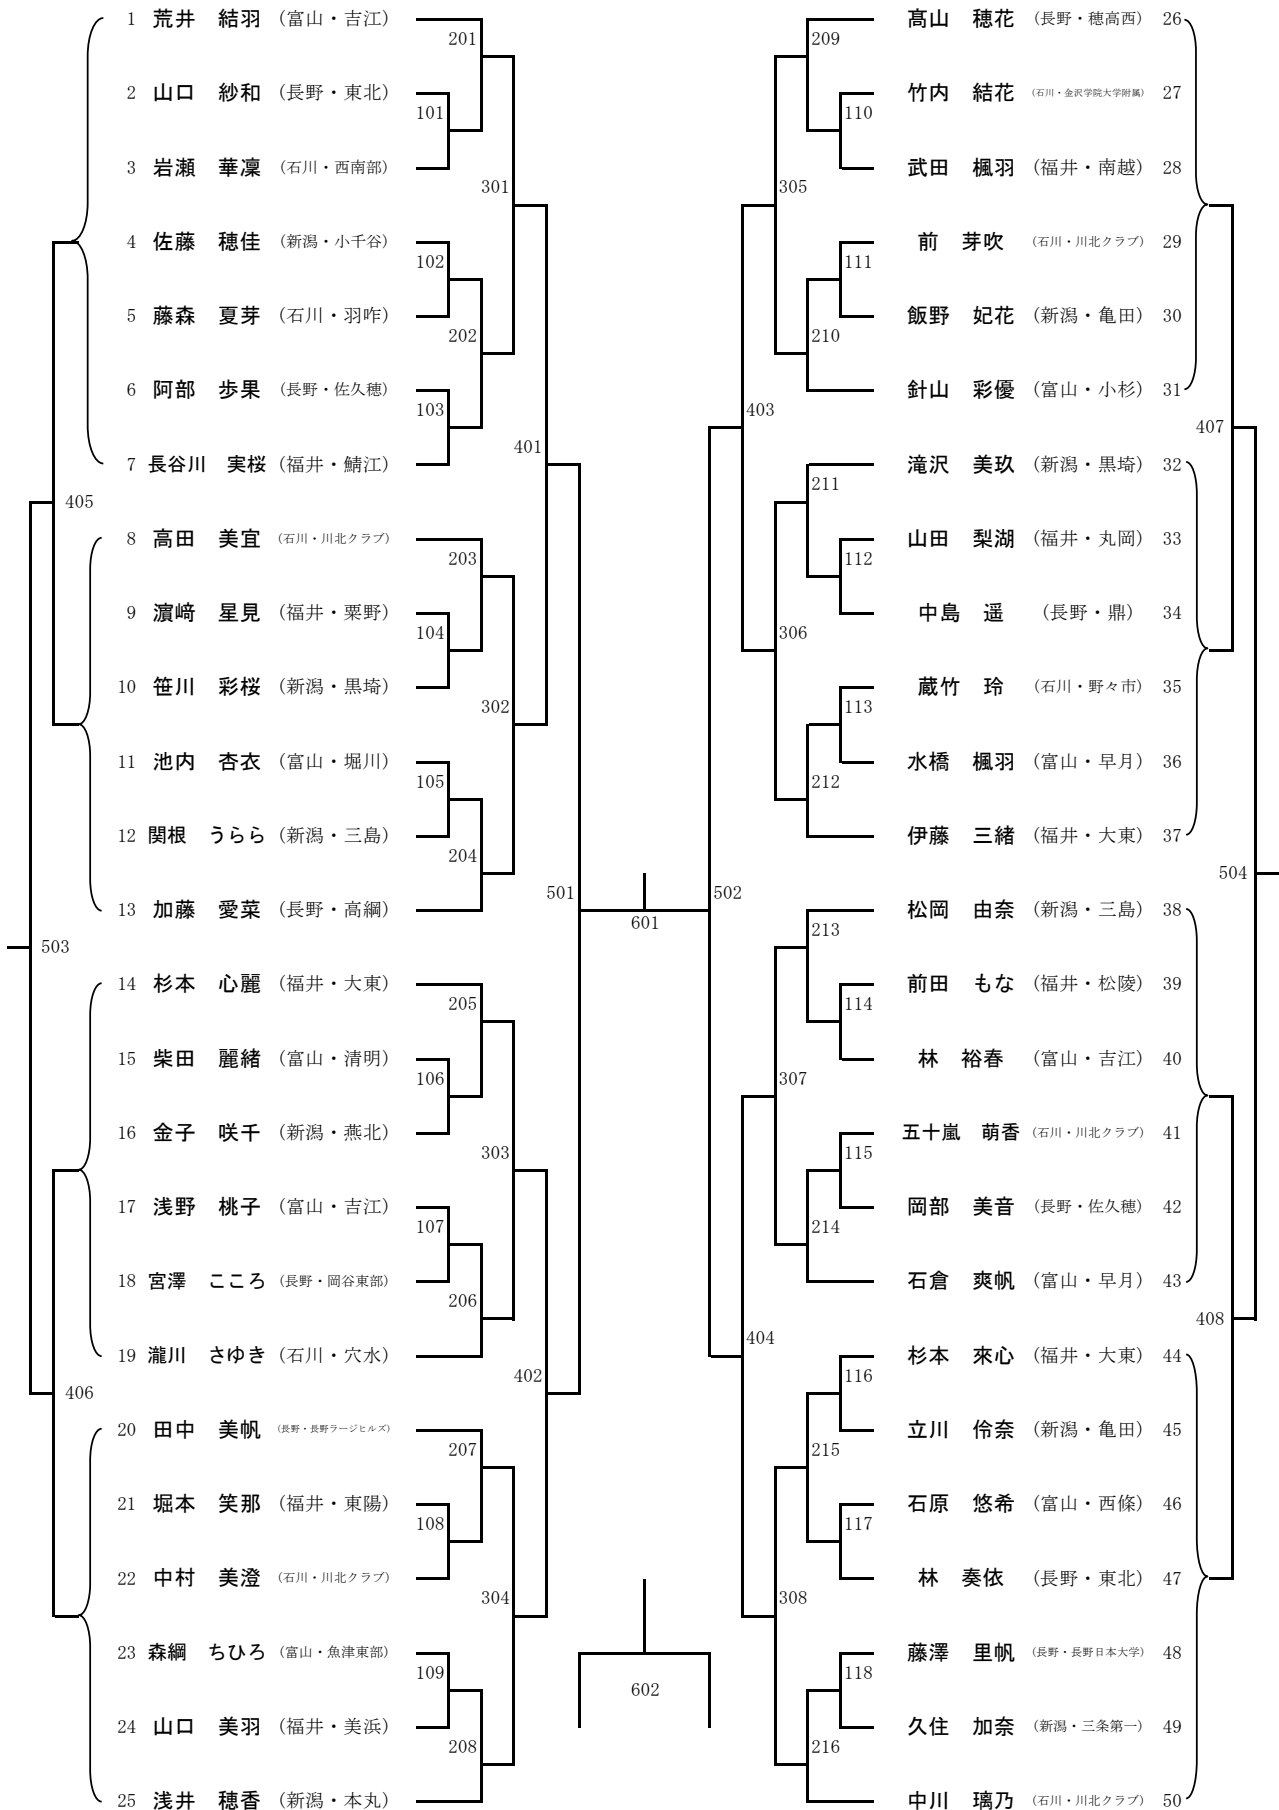 1 荒井 結羽 (富山・吉江)
2 山口 紗和 (長野・東北)
3 岩瀬 華凜 (石川・西南部)
4 佐藤 穂佳 (新潟・小千谷)
5 藤森 夏芽 (石川・羽咋)
6 阿部 歩果 (長野・佐久穂)
7 長谷川 実桜 (福井・鯖江)
8 高田 美宜 (石川・川北クラブ)
9 濵﨑 星見 (福井・粟野)
10 笹川 彩桜 (新潟・黒埼)
11 池内 杏衣 (富山・堀川)
12 関根 うらら (新潟・三島)
13 加藤 愛菜 (長野・高綱)
14 杉本 心麗 (福井・大東)
15 柴田 麗緒 (富山・清明)
16 金子 咲千 (新潟・燕北)
17 浅野 桃子 (富山・吉江)
18 宮澤 こころ (長野・岡谷東部)
19 瀧川 さゆき (石川・穴水)
20 田中 美帆 (長野・長野ラージヒルズ)
21 堀本 笑那 (福井・東陽)
22 中村 美澄 (石川・川北クラブ)
23 森綱 ちひろ (富山・魚津東部)
24 山口 美羽 (福井・美浜)
25 浅井 穂香 (新潟・本丸)
405
503
406
201
101
301
102
202
103
401
203
104
302
105
204
501
205
106
303
107
206
402
207
108
304
109
208
601
602
502
209
110
305
111
210
403
211
112
306
113
212
213
114
307
115
214
404
116
215
117
308
118
216
髙山 穂花 (長野・穂高西) 26
竹内 結花 (石川・金沢学院大学附属) 27
武田 楓羽 (福井・南越) 28
前 芽吹 (石川・川北クラブ) 29
飯野 妃花 (新潟・亀田) 30
針山 彩優 (富山・小杉) 31
滝沢 美玖 (新潟・黒埼) 32
山田 梨湖 (福井・丸岡) 33
中島 遥 (長野・鼎) 34
蔵竹 玲 (石川・野々市) 35
水橋 楓羽 (富山・早月) 36
伊藤 三緒 (福井・大東) 37
松岡 由奈 (新潟・三島) 38
前田 もな (福井・松陵) 39
林 裕春 (富山・吉江) 40
五十嵐 萌香 (石川・川北クラブ) 41
岡部 美音 (長野・佐久穂) 42
石倉 爽帆 (富山・早月) 43
杉本 來心 (福井・大東) 44
立川 伶奈 (新潟・亀田) 45
石原 悠希 (富山・西條) 46
林 奏依 (長野・東北) 47
藤澤 里帆 (長野・長野日本大学) 48
久住 加奈 (新潟・三条第一) 49
中川 璃乃 (石川・川北クラブ) 50
407
504
408